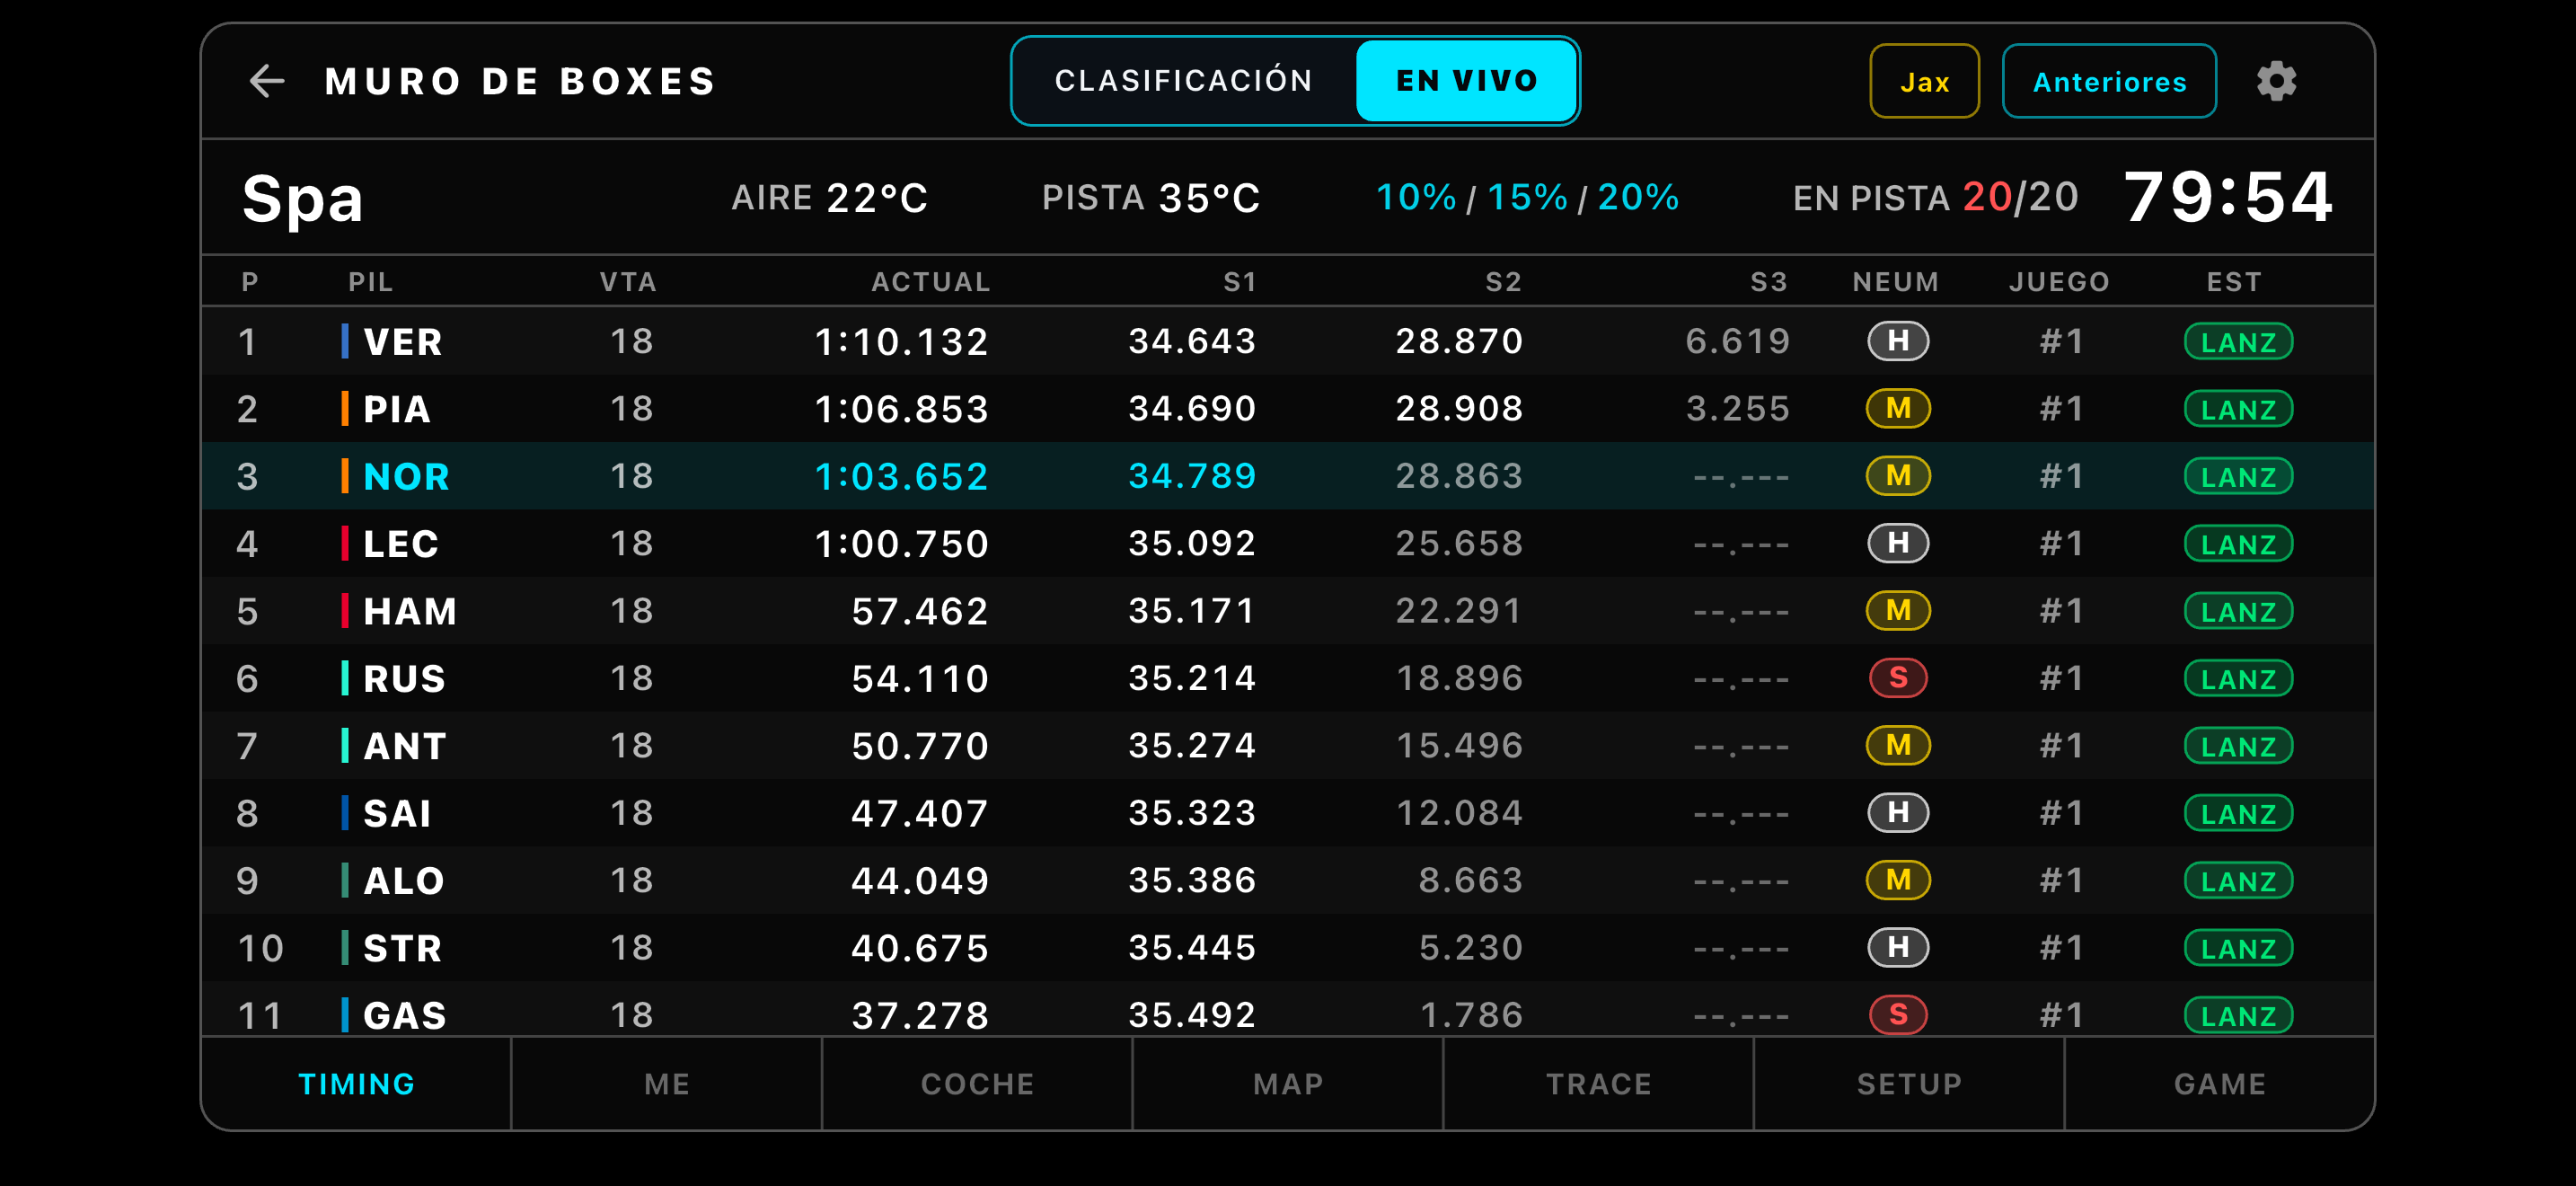 MURO DE BOXES CLASIFICACIÓN EN VIVO Jax Anteriores
Spa AIRE 22°C PISTA 35°C 10% / 15% / 20% EN PISTA 20/20 79:54
P PIL VTA ACTUAL S1 S2 S3 NEUM JUEGO EST
1 VER 18 1:10.132 34.643 28.870 6.619 H #1 LANZ
2 PIA 18 1:06.853 34.690 28.908 3.255 M #1 LANZ
3 NOR 18 1:03.652 34.789 28.863 --.--- M #1 LANZ
4 LEC 18 1:00.750 35.092 25.658 --.--- H #1 LANZ
5 HAM 18 57.462 35.171 22.291 --.--- M #1 LANZ
6 RUS 18 54.110 35.214 18.896 --.--- S #1 LANZ
7 ANT 18 50.770 35.274 15.496 --.--- M #1 LANZ
8 SAI 18 47.407 35.323 12.084 --.--- H #1 LANZ
9 ALO 18 44.049 35.386 8.663 --.--- M #1 LANZ
10 STR 18 40.675 35.445 5.230 --.--- H #1 LANZ
11 GAS 18 37.278 35.492 1.786 --.--- S #1 LANZ
TIMING ME COCHE MAP TRACE SETUP GAME